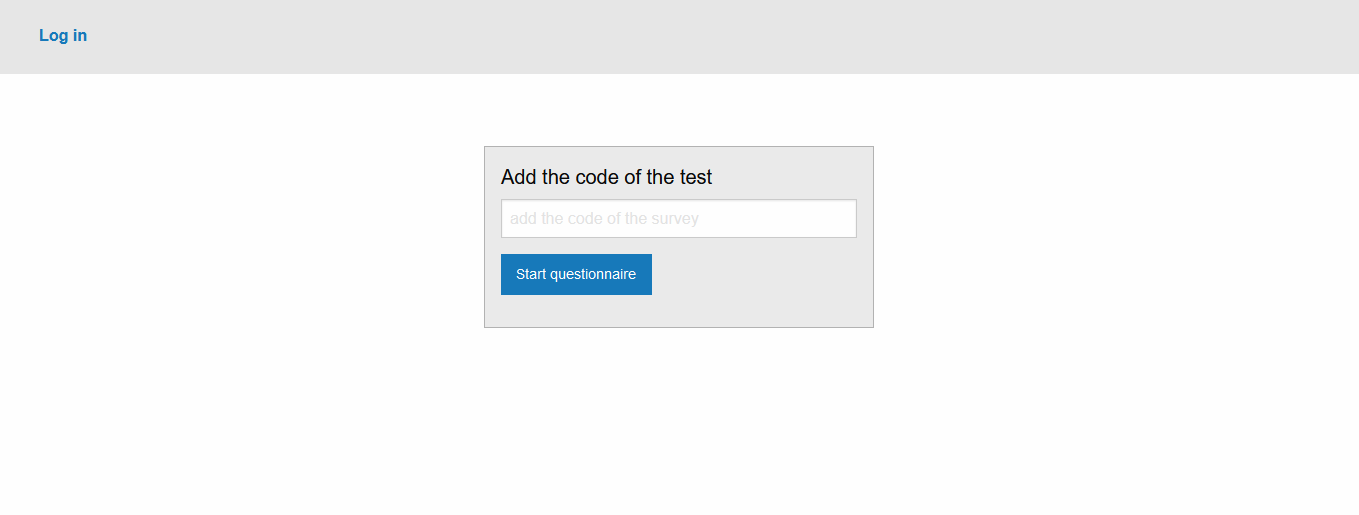 Log in
Add the code of the test
add the code of the survey
Start questionnaire